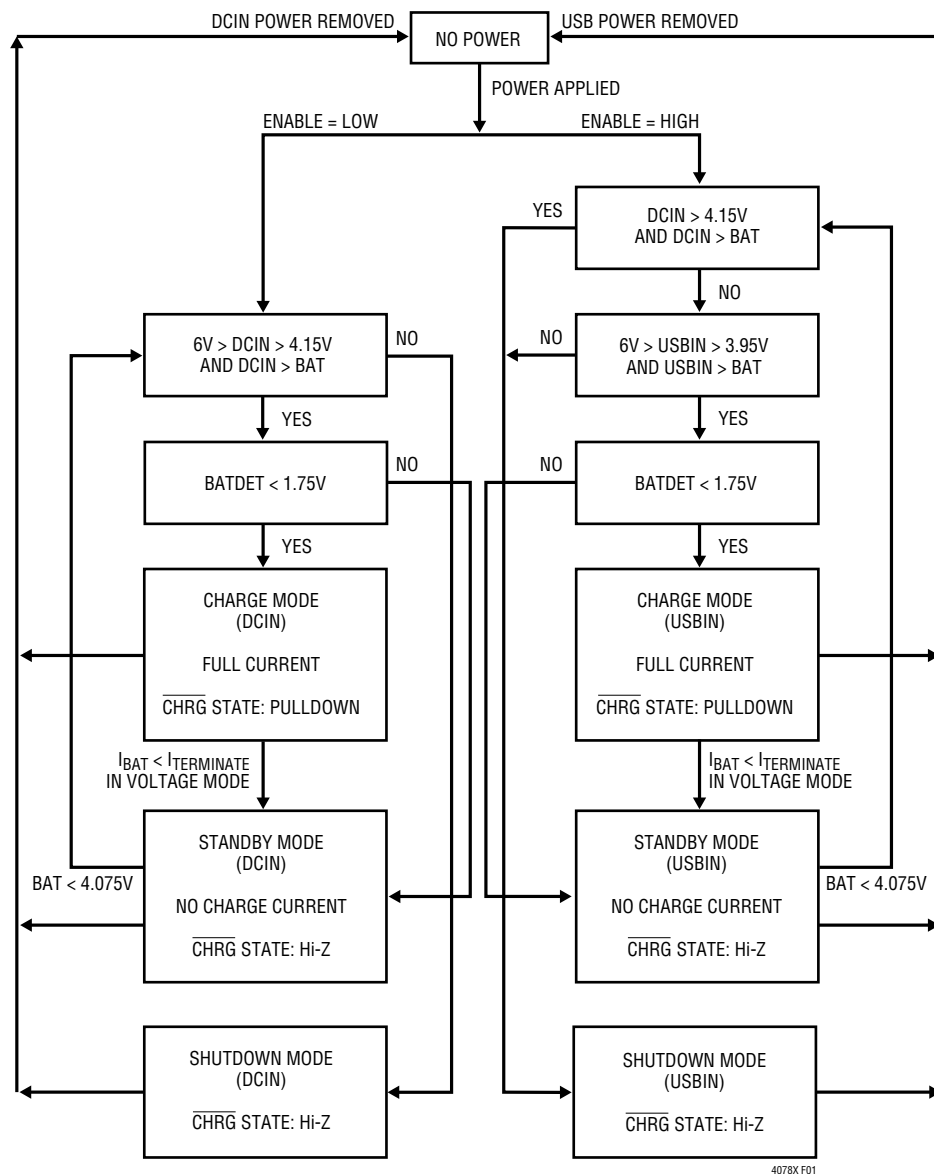 DCIN POWER REMOVED
NO POWER
USB POWER REMOVED
POWER APPLIED
ENABLE = LOW
ENABLE = HIGH
YES
DCIN > 4.15V
AND DCIN > BAT
NO
6V > DCIN > 4.15V
AND DCIN > BAT
NO
NO
6V > USBIN > 3.95V
AND USBIN > BAT
YES
YES
BATDET < 1.75V
NO
NO
BATDET < 1.75V
YES
YES
CHARGE MODE
(DCIN)
FULL CURRENT
CHRG STATE: PULLDOWN
CHARGE MODE
(USBIN)
FULL CURRENT
CHRG STATE: PULLDOWN
IBAT < ITERMINATE
IN VOLTAGE MODE
IBAT < ITERMINATE
IN VOLTAGE MODE
STANDBY MODE
(DCIN)
NO CHARGE CURRENT
CHRG STATE: Hi-Z
BAT < 4.075V
STANDBY MODE
(USBIN)
NO CHARGE CURRENT
CHRG STATE: Hi-Z
BAT < 4.075V
SHUTDOWN MODE
(DCIN)
CHRG STATE: Hi-Z
SHUTDOWN MODE
(USBIN)
CHRG STATE: Hi-Z
4078X F01